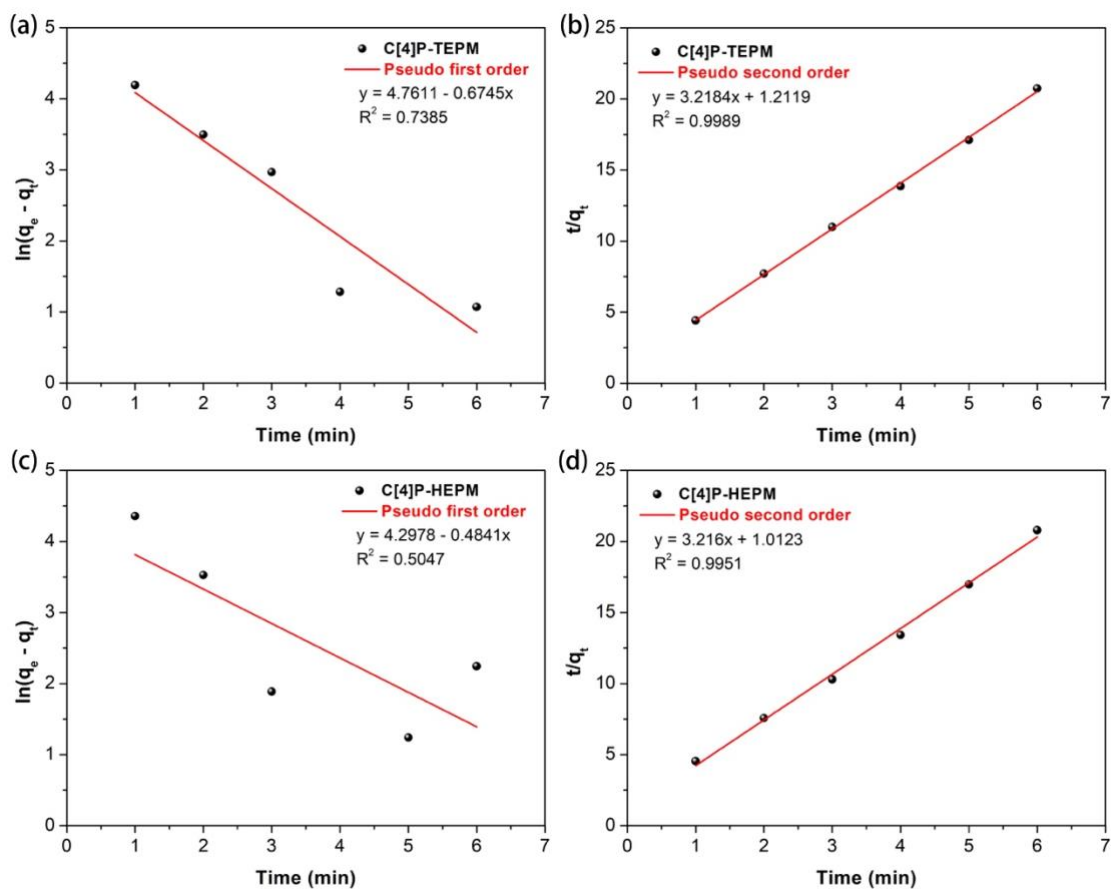 (a)
5
4
3
2
1
0
ln(qe - qt)
C[4]P-TEPM
Pseudo first order
y = 4.7611 - 0.6745x
R² = 0.7385
0 1 2 3 4 5 6 7
Time (min)
(b)
25
20
15
10
5
0
t/qt
C[4]P-TEPM
Pseudo second order
y = 3.2184x + 1.2119
R² = 0.9989
0 1 2 3 4 5 6 7
Time (min)
(c)
5
4
3
2
1
0
ln(qe - qt)
C[4]P-HEPM
Pseudo first order
y = 4.2978 - 0.4841x
R² = 0.5047
0 1 2 3 4 5 6 7
Time (min)
(d)
25
20
15
10
5
0
t/qt
C[4]P-HEPM
Pseudo second order
y = 3.216x + 1.0123
R² = 0.9951
0 1 2 3 4 5 6 7
Time (min)